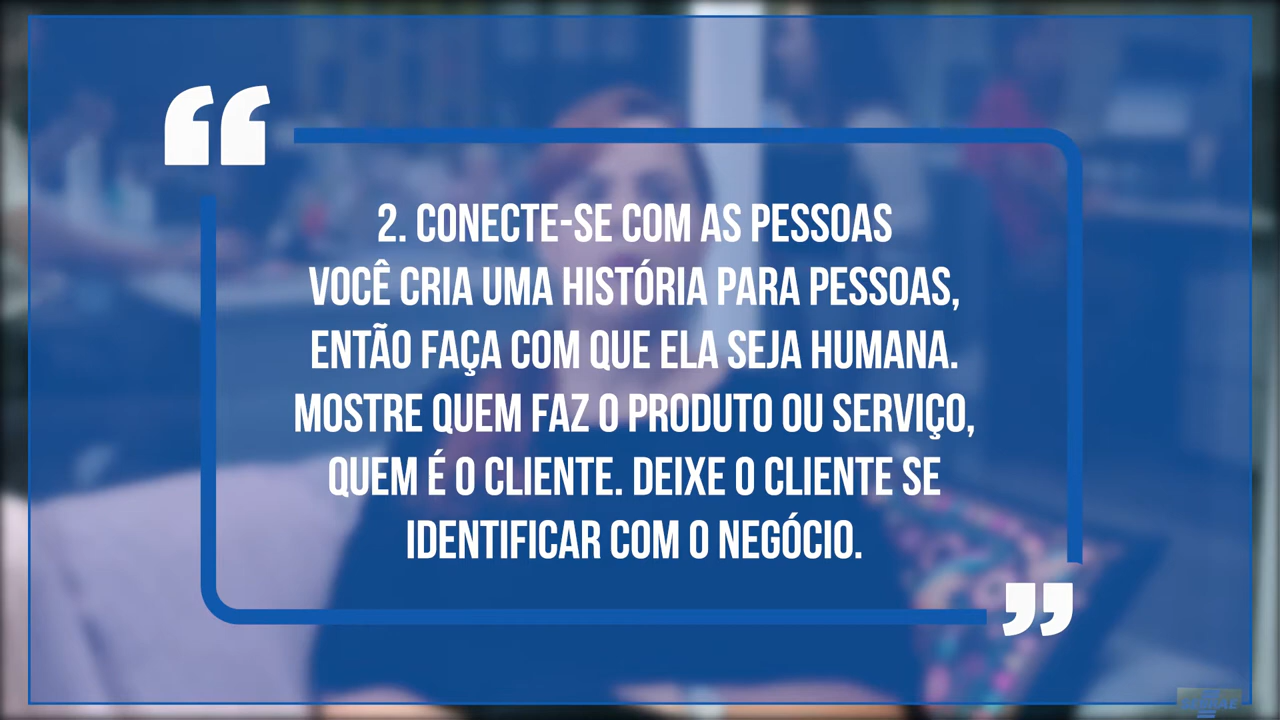 2. CONECTE-SE COM AS PESSOAS
VOCÊ CRIA UMA HISTÓRIA PARA PESSOAS,
ENTÃO FAÇA COM QUE ELA SEJA HUMANA.
MOSTRE QUEM FAZ O PRODUTO OU SERVIÇO,
QUEM É O CLIENTE. DEIXE O CLIENTE SE
IDENTIFICAR COM O NEGÓCIO.